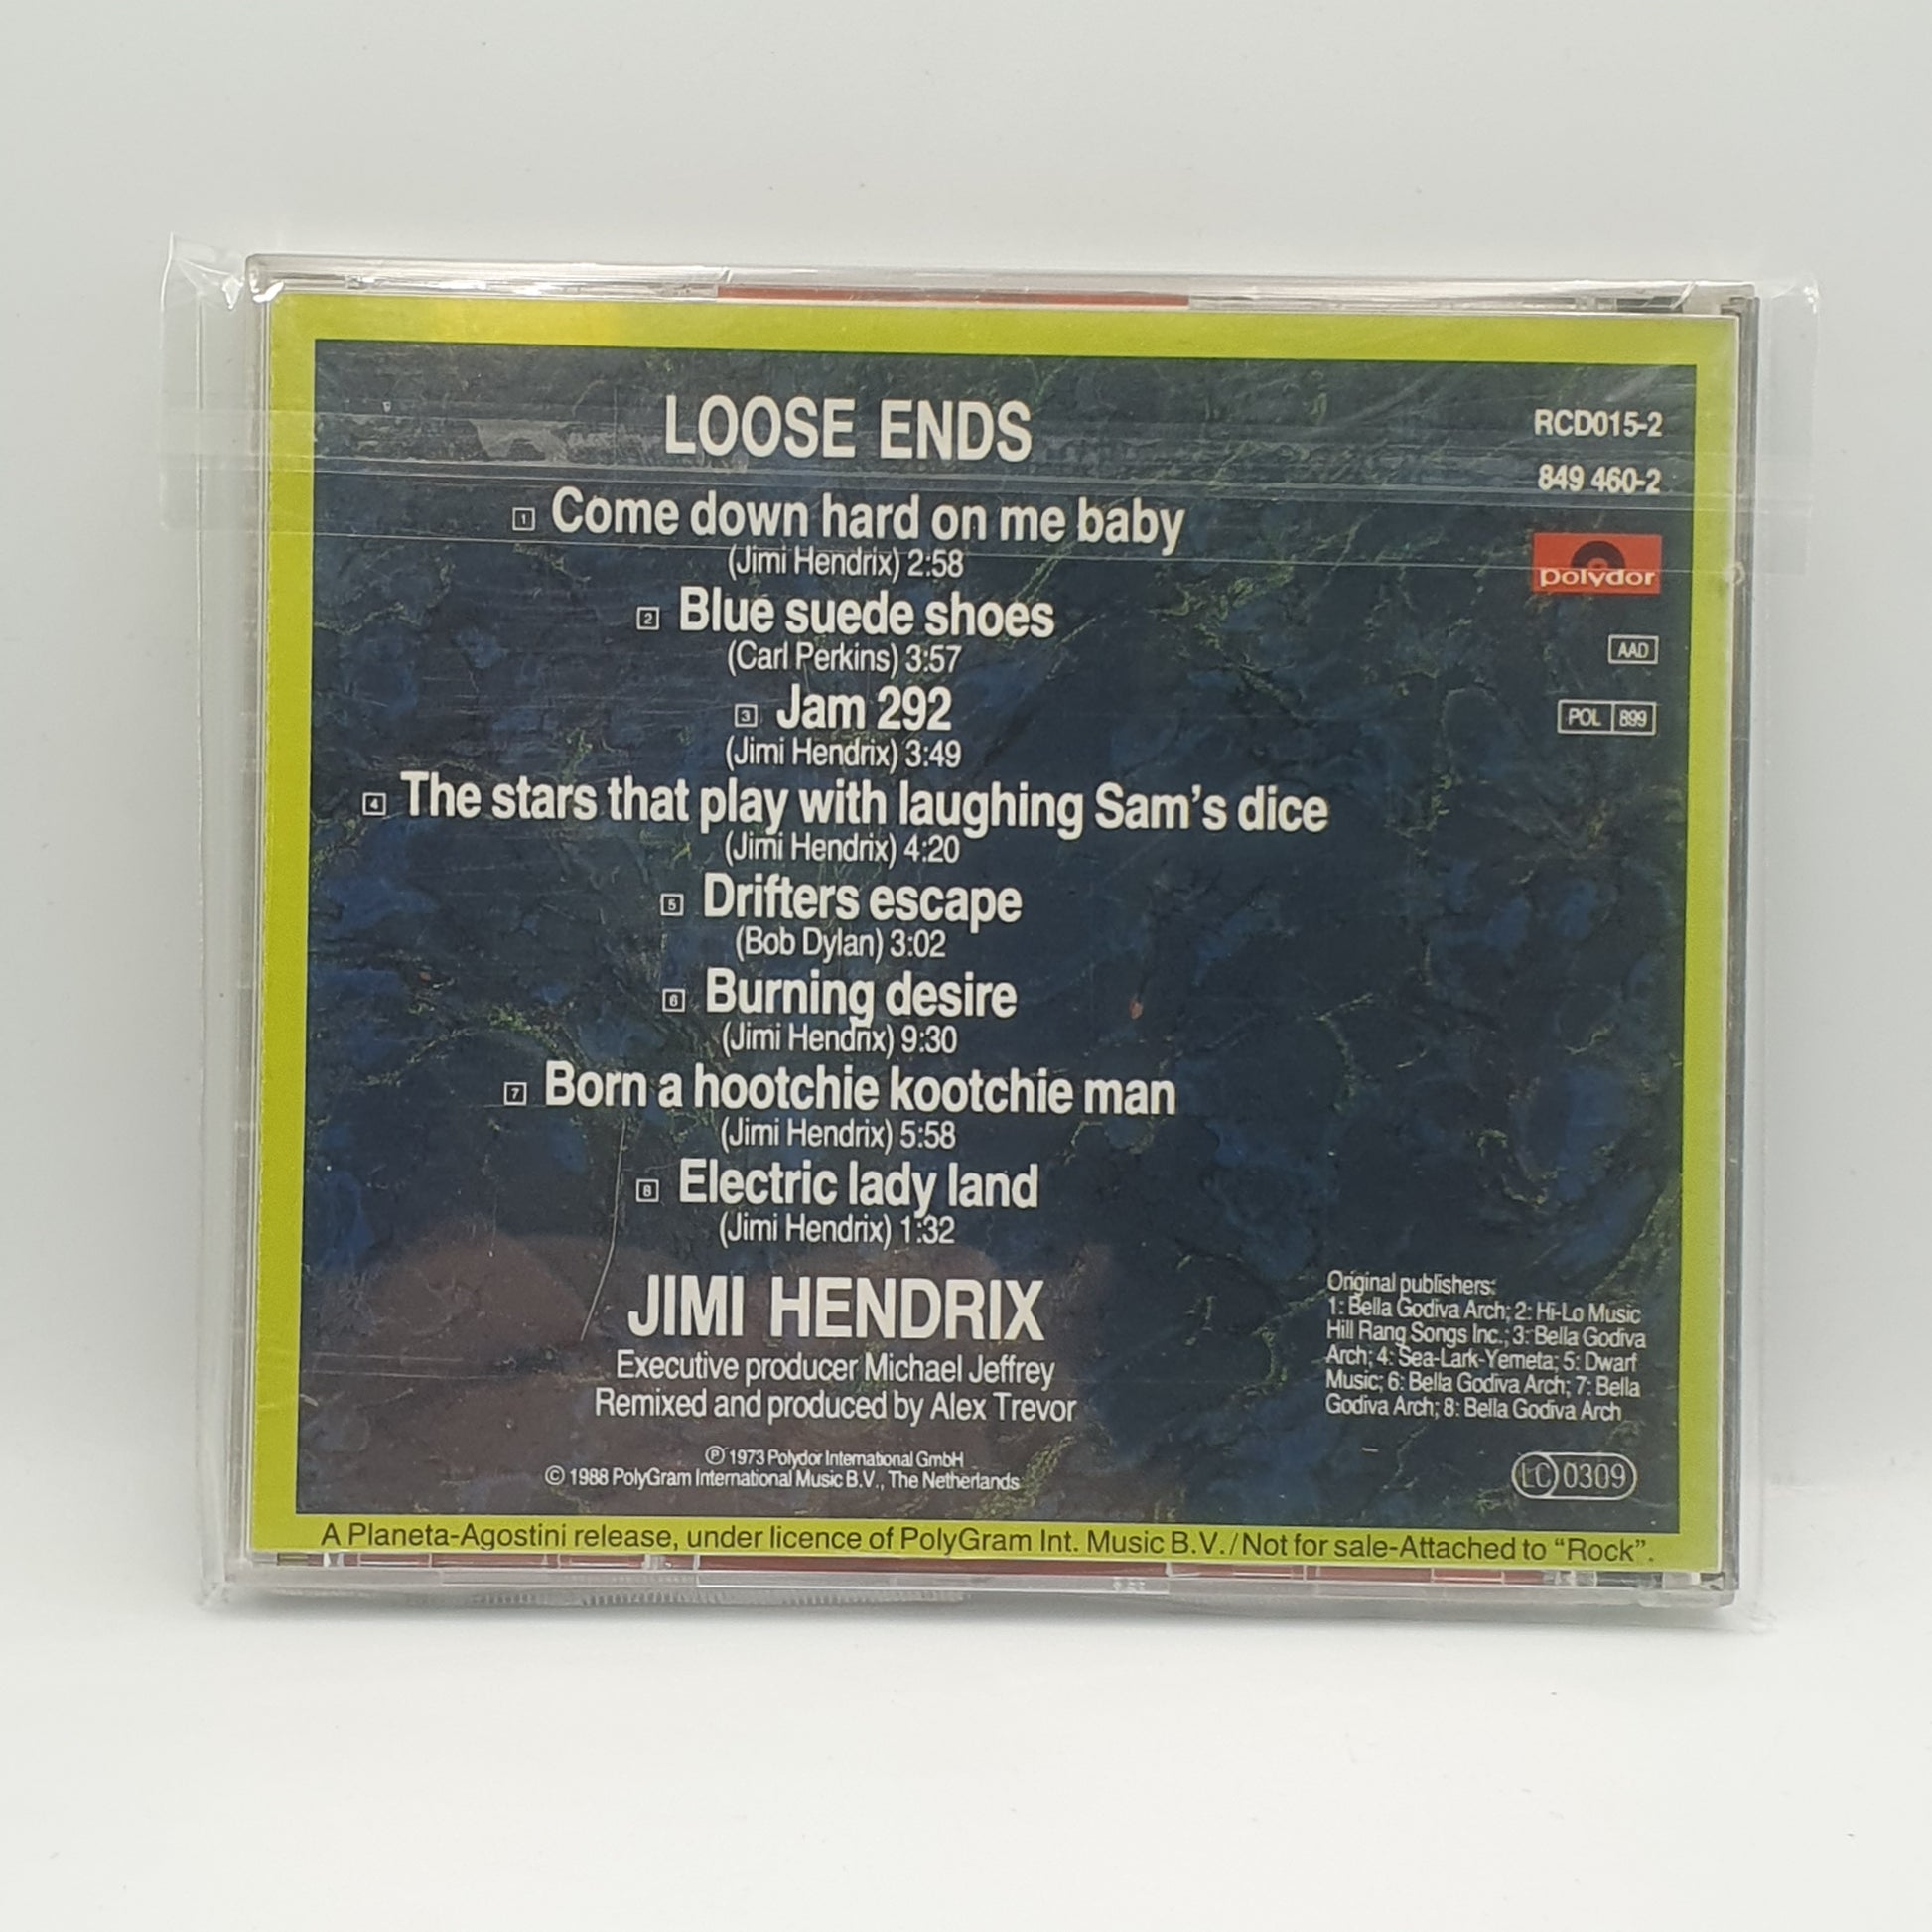 LOOSE ENDS
RCD015-2
849 460-2
polydor
AAD
POL 899
1 Come down hard on me baby
(Jimi Hendrix) 2:58
2 Blue suede shoes
(Carl Perkins) 3:57
3 Jam 292
(Jimi Hendrix) 3:49
4 The stars that play with laughing Sam's dice
(Jimi Hendrix) 4:20
5 Drifters escape
(Bob Dylan) 3:02
6 Burning desire
(Jimi Hendrix) 9:30
7 Born a hootchie kootchie man
(Jimi Hendrix) 5:58
8 Electric lady land
(Jimi Hendrix) 1:32
JIMI HENDRIX
Executive producer Michael Jeffrey
Remixed and produced by Alex Trevor
℗ 1973 Polydor International GmbH
© 1988 PolyGram International Music B.V., The Netherlands
Original publishers:
1: Bella Godiva Arch; 2: Hi-Lo Music
Hill Rang Songs Inc.; 3: Bella Godiva
Arch; 4: Sea-Lark-Yemeta; 5: Dwarf
Music; 6: Bella Godiva Arch; 7: Bella
Godiva Arch; 8: Bella Godiva Arch
LC 0309
A Planeta-Agostini release, under licence of PolyGram Int. Music B.V./Not for sale-Attached to "Rock".